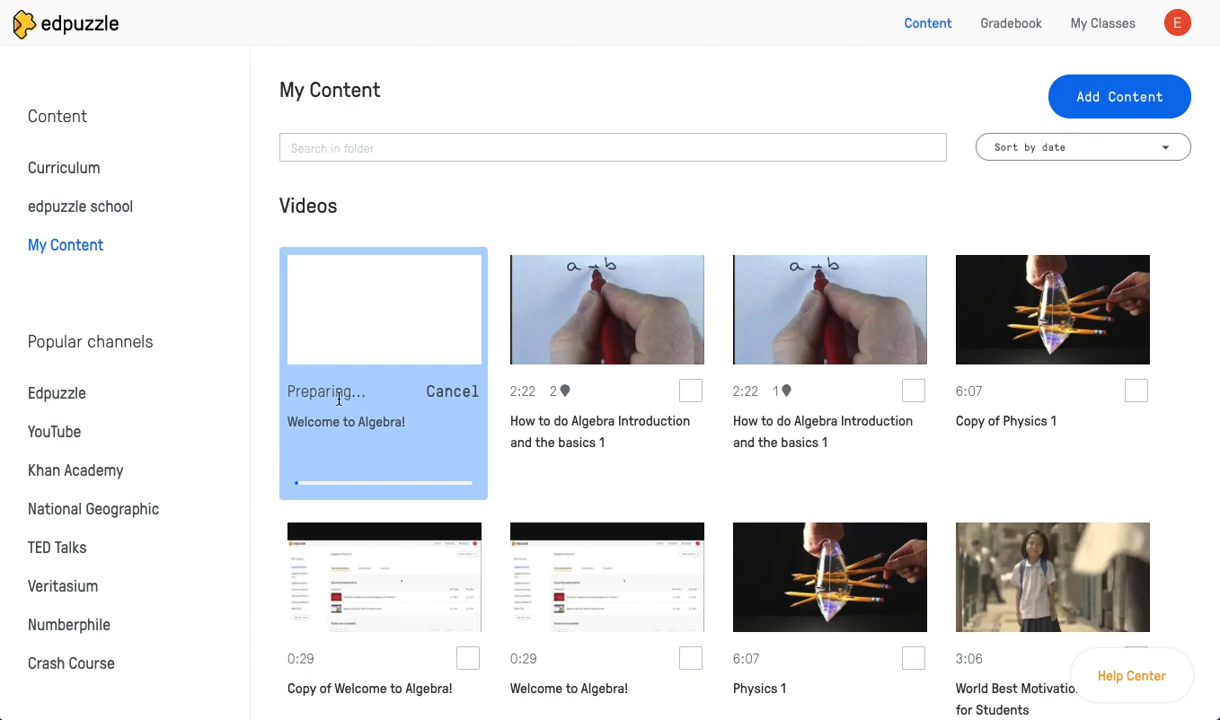 edpuzzle
Content
Gradebook
My Classes
E
Content
Curriculum
edpuzzle school
My Content
Popular channels
Edpuzzle
YouTube
Khan Academy
National Geographic
TED Talks
Veritasium
Numberphile
Crash Course
My Content
Add Content
Search in folder
Sort by date
Videos
Preparing...
Cancel
Welcome to Algebra!
a + b
2:22
2
How to do Algebra Introduction
and the basics 1
a + b
2:22
1
How to do Algebra Introduction
and the basics 1
6:07
Copy of Physics 1
0:29
Copy of Welcome to Algebra!
0:29
Welcome to Algebra!
6:07
Physics 1
3:06
World Best
for Students
Help Center